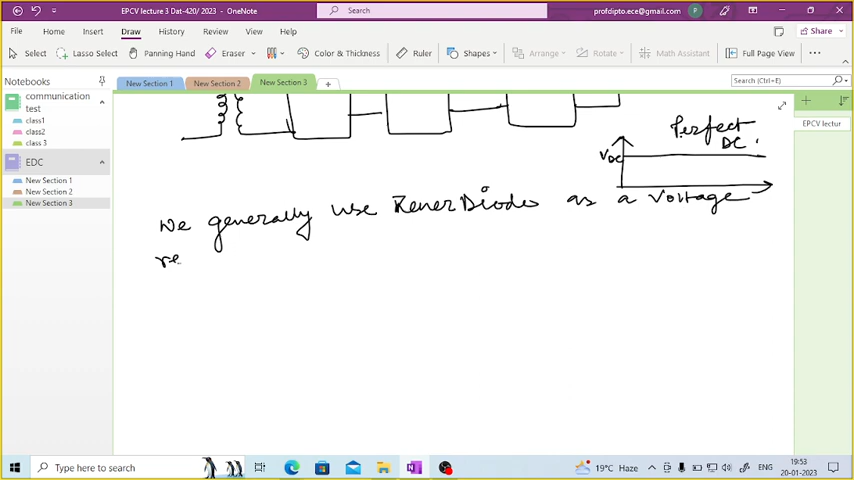 EPCV lecture 3 Dat-420/ 2023 - OneNote
Search
profdipto.ece@gmail.com
P
File
Home
Insert
Draw
History
Review
View
Help
Share
Select
Lasso Select
Panning Hand
Eraser
Color & Thickness
Ruler
Shapes
Arrange
Rotate
Math Assistant
Full Page View
Notebooks
New Section 1
New Section 2
New Section 3
+
Search (Ctrl+E)
communication
test
class1
class2
class 3
EDC
New Section 1
New Section 2
New Section 3
EPCV lectur
Perfect
DC.
VDC
We generally use Zener Diodes as a Voltage
re
Type here to search
19°C Haze
ENG
19:53
20-01-2023